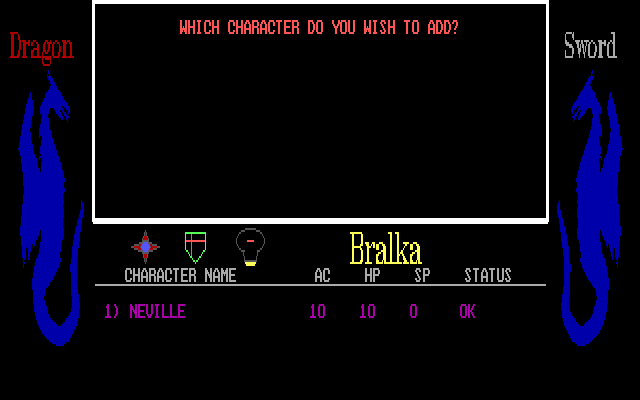 WHICH CHARACTER DO YOU WISH TO ADD?
Dragon
Sword
Bralka
CHARACTER NAME AC HP SP STATUS
1) NEVILLE 10 10 0 OK